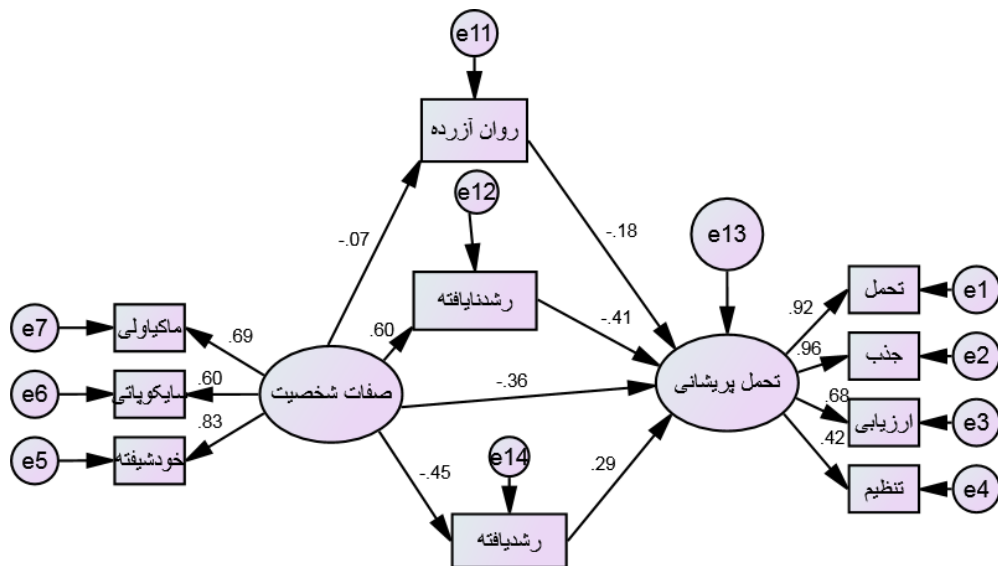 e11
روان آزرده
e12
-.07
-.18
e13
رشدنایافته
تحمل
e1
.92
e7
ماکیاولی
.69
.60
-.41
.96
جذب
e2
e6
سایکوپاتی
.60
صفات شخصیت
-.36
تحمل پریشانی
.68
ارزیابی
e3
.83
.42
e5
خودشیفته
e14
-.45
.29
تنظیم
e4
رشدیافته